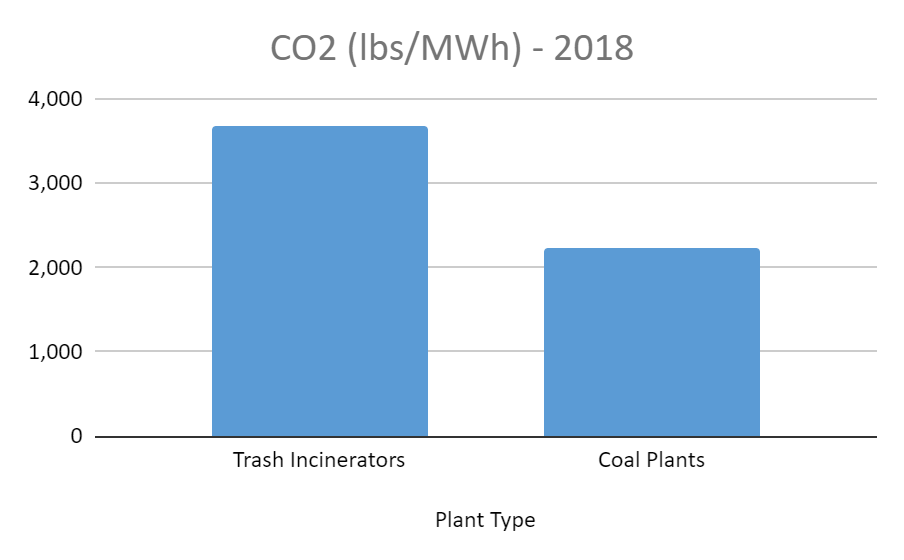 CO2 (lbs/MWh) - 2018
4,000
3,000
2,000
1,000
0
Trash Incinerators
Coal Plants
Plant Type